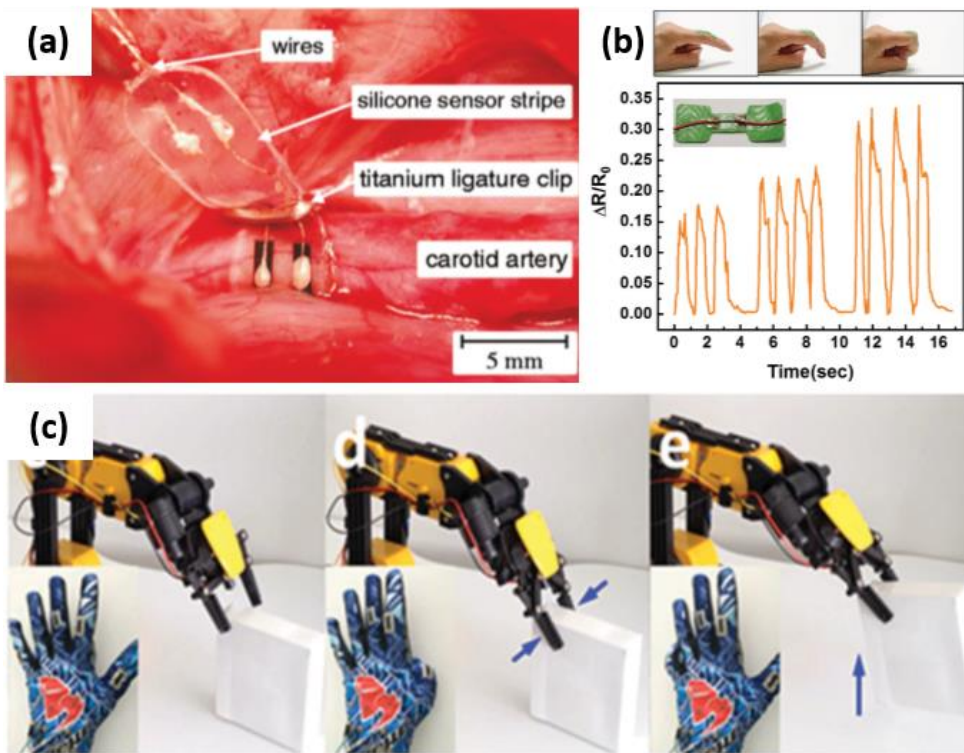 (a)
wires
silicone sensor stripe
titanium ligature clip
carotid artery
5 mm
(b)
0.35
0.30
0.25
0.20
0.15
0.10
0.05
0.00
ΔR/R0
0 2 4 6 8 10 12 14 16
Time(sec)
(c)
d
e